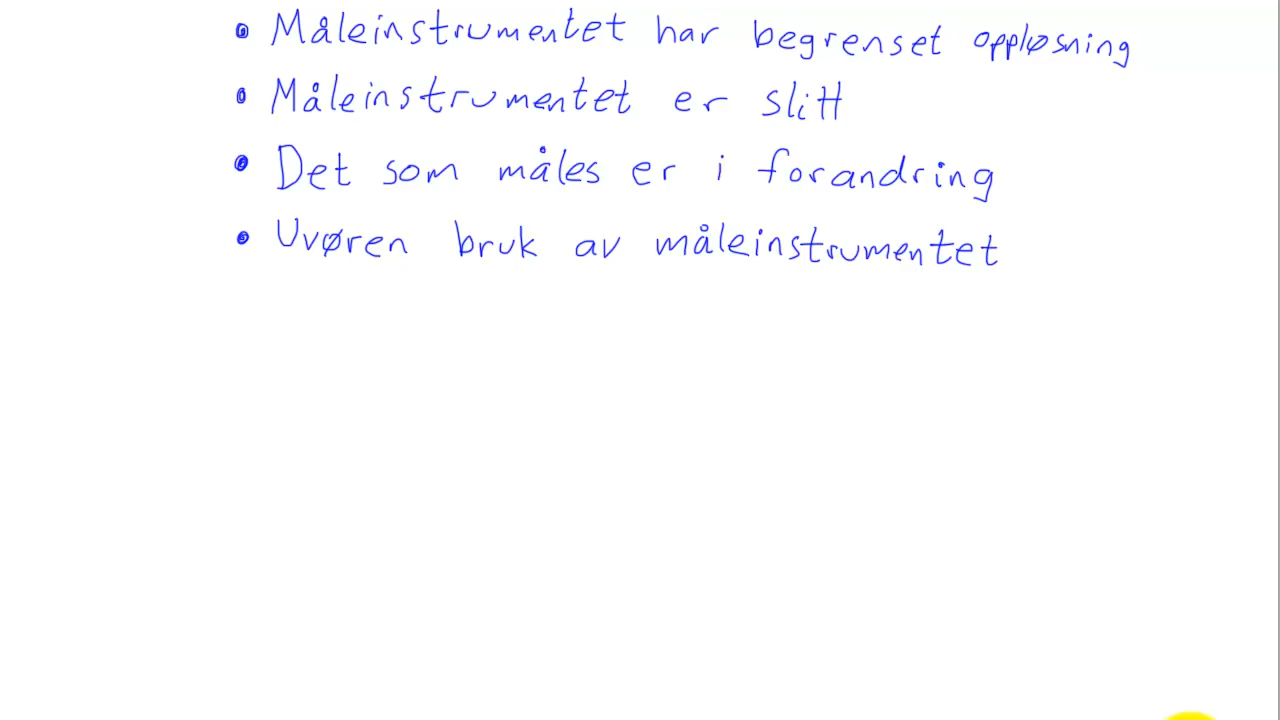 • Måleinstrumentet har begrenset oppløsning
• Måleinstrumentet er slitt
• Det som måles er i forandring
• Uvøren bruk av måleinstrumentet